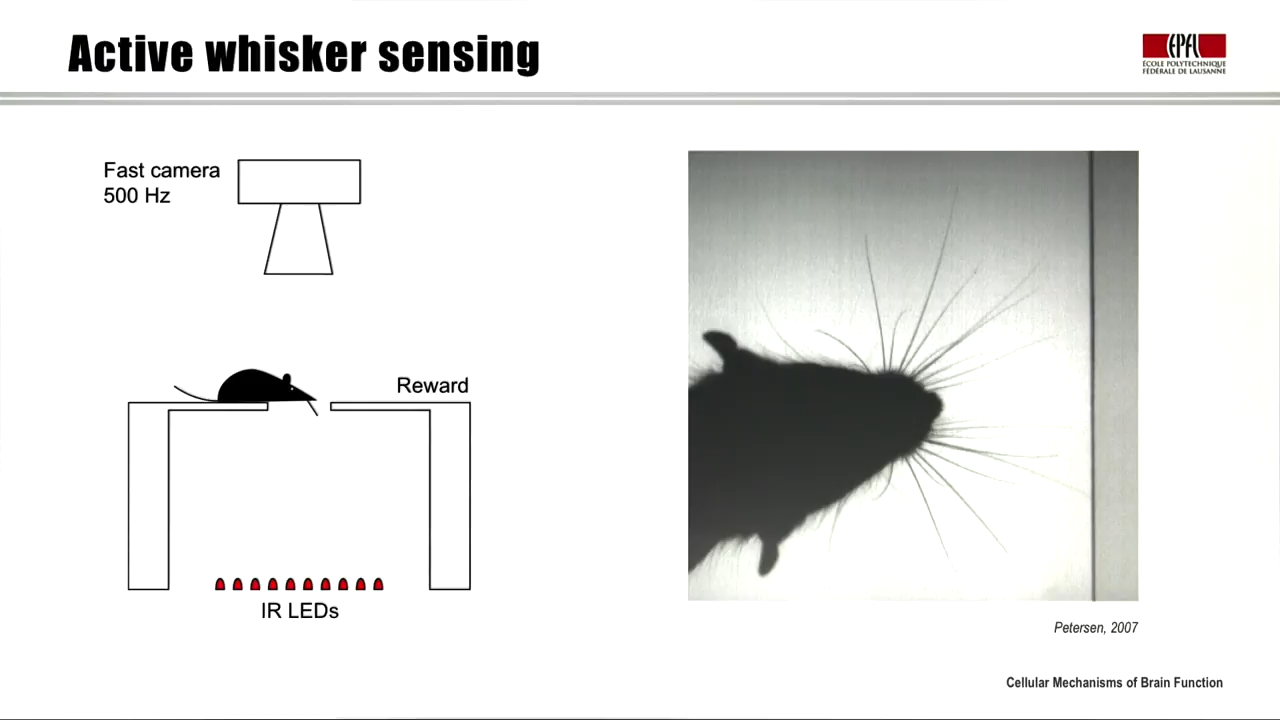 Active whisker sensing
EPFL
ÉCOLE POLYTECHNIQUE
FÉDÉRALE DE LAUSANNE
Fast camera
500 Hz
Reward
IR LEDs
Petersen, 2007
Cellular Mechanisms of Brain Function